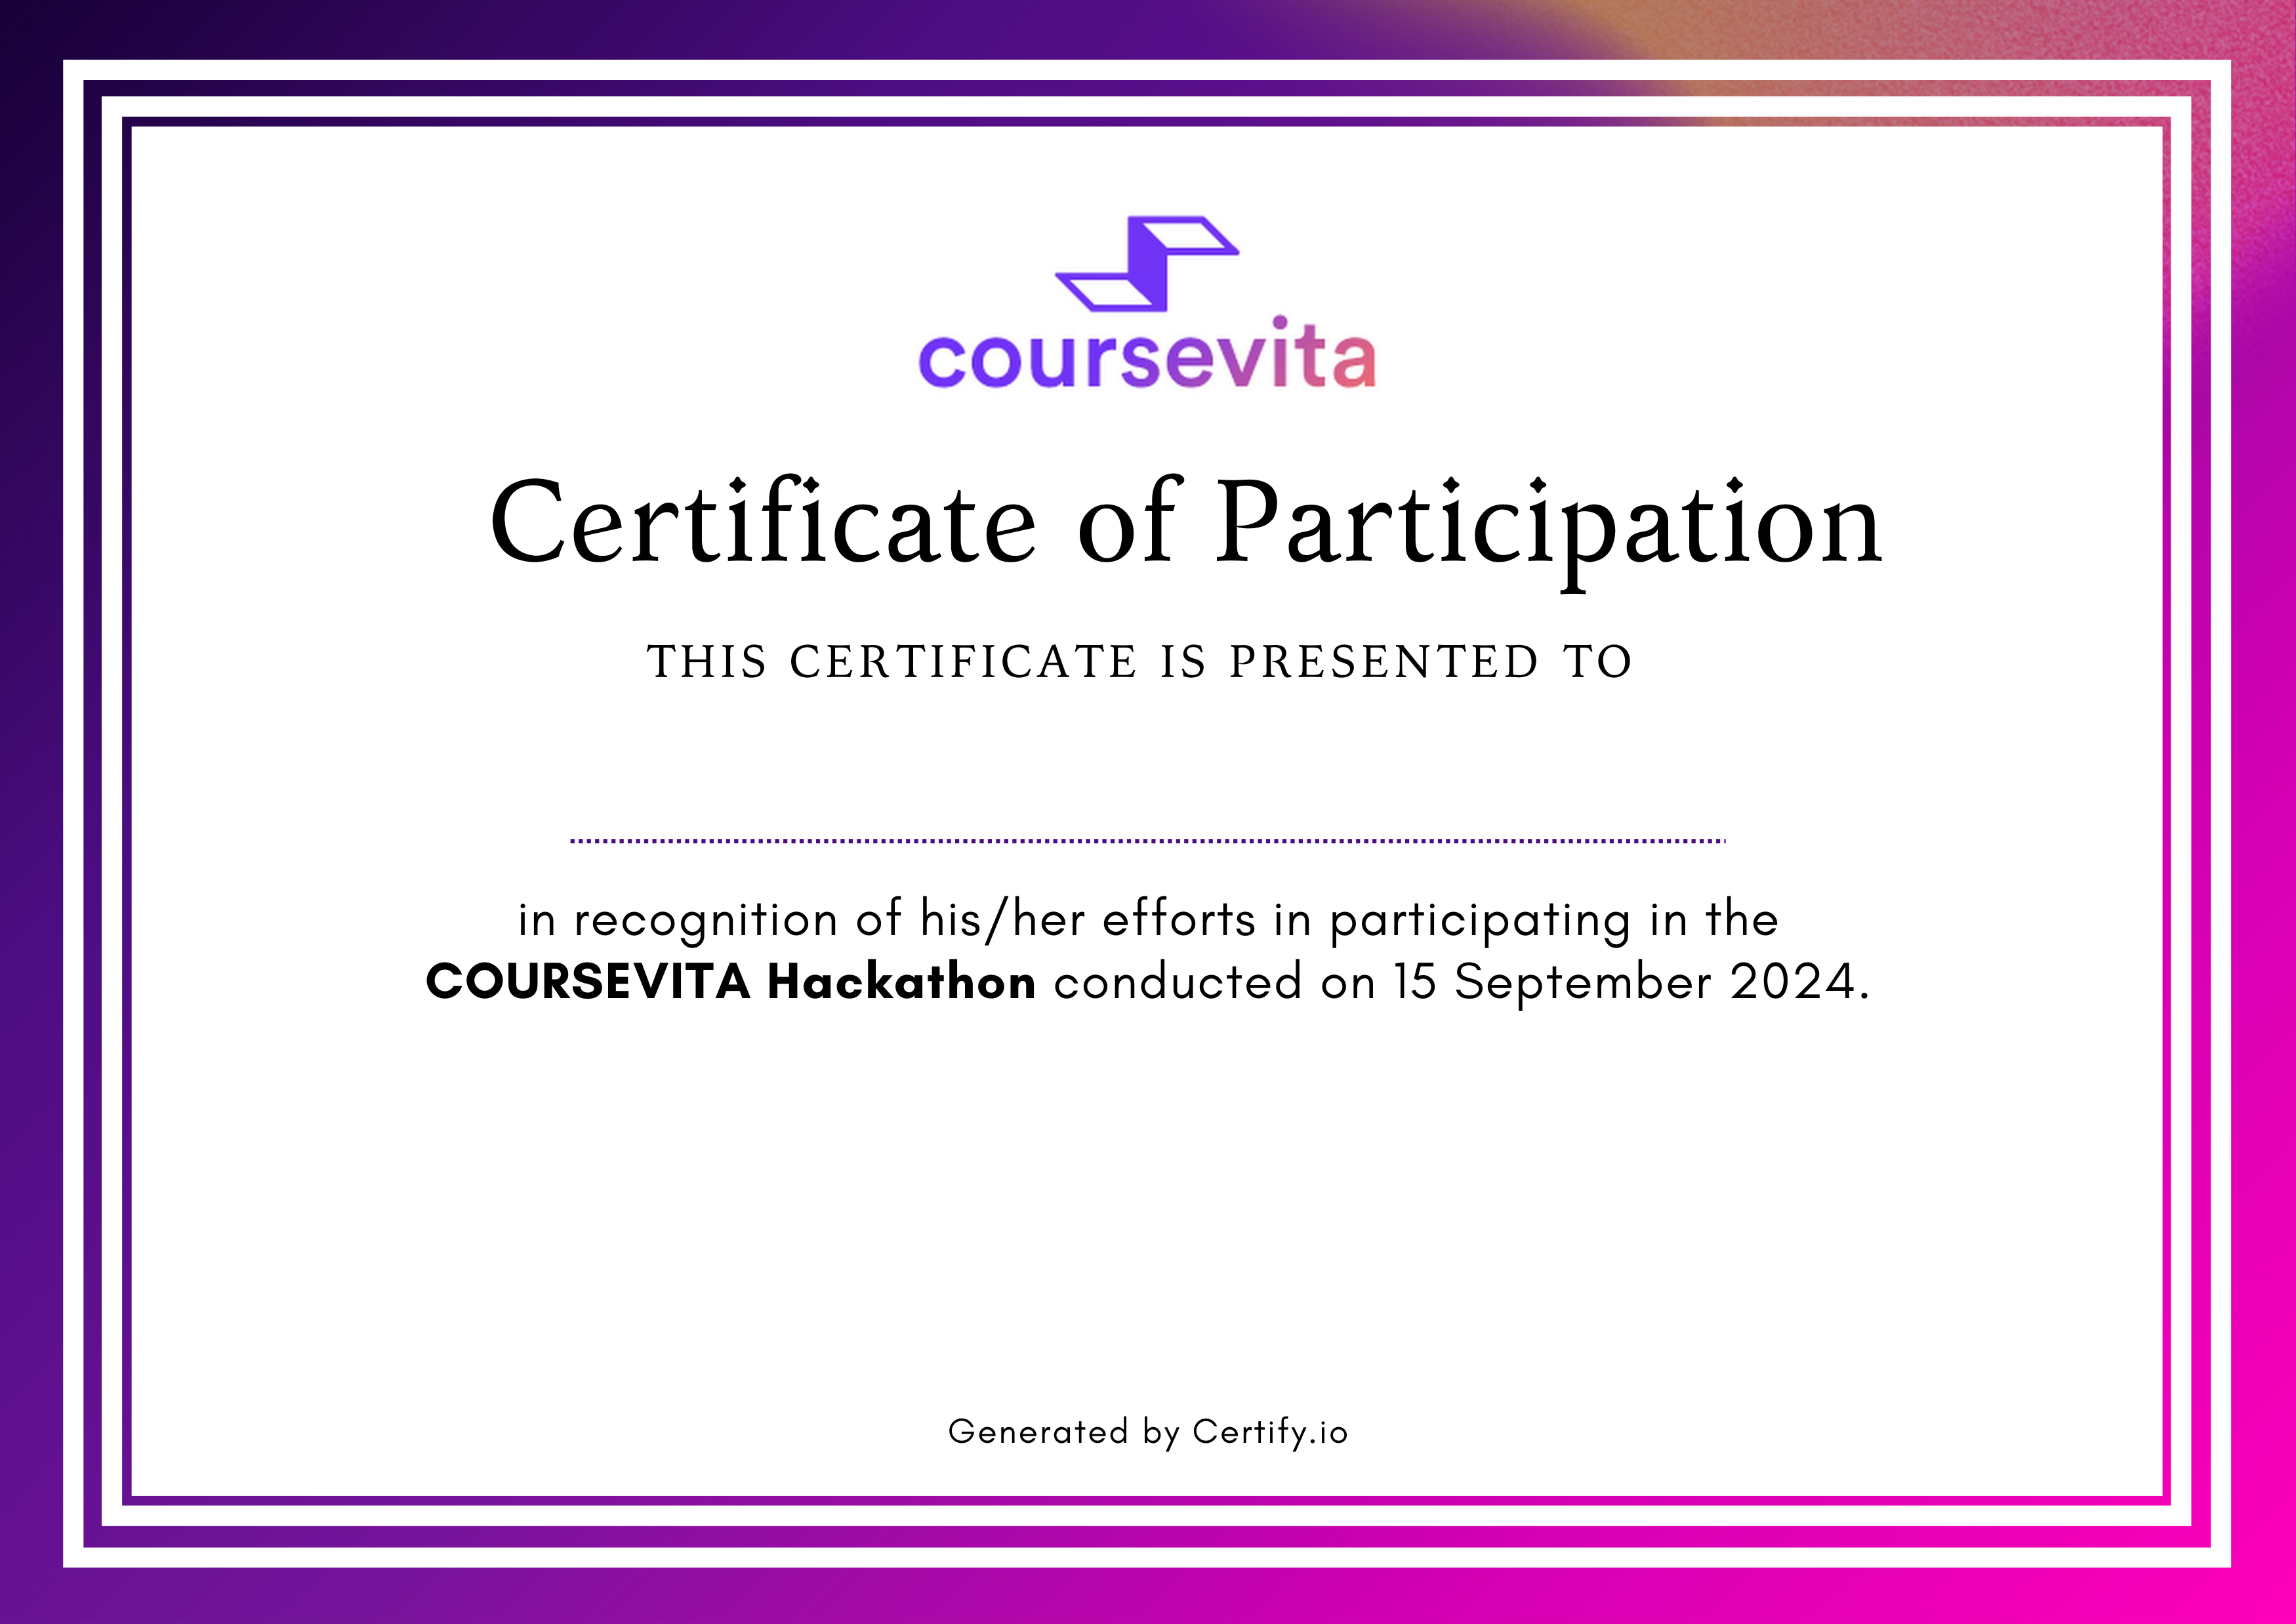 coursevita
Certificate of Participation
THIS CERTIFICATE IS PRESENTED TO
in recognition of his/her efforts in participating in the
COURSEVITA Hackathon conducted on 15 September 2024.
Generated by Certify.io